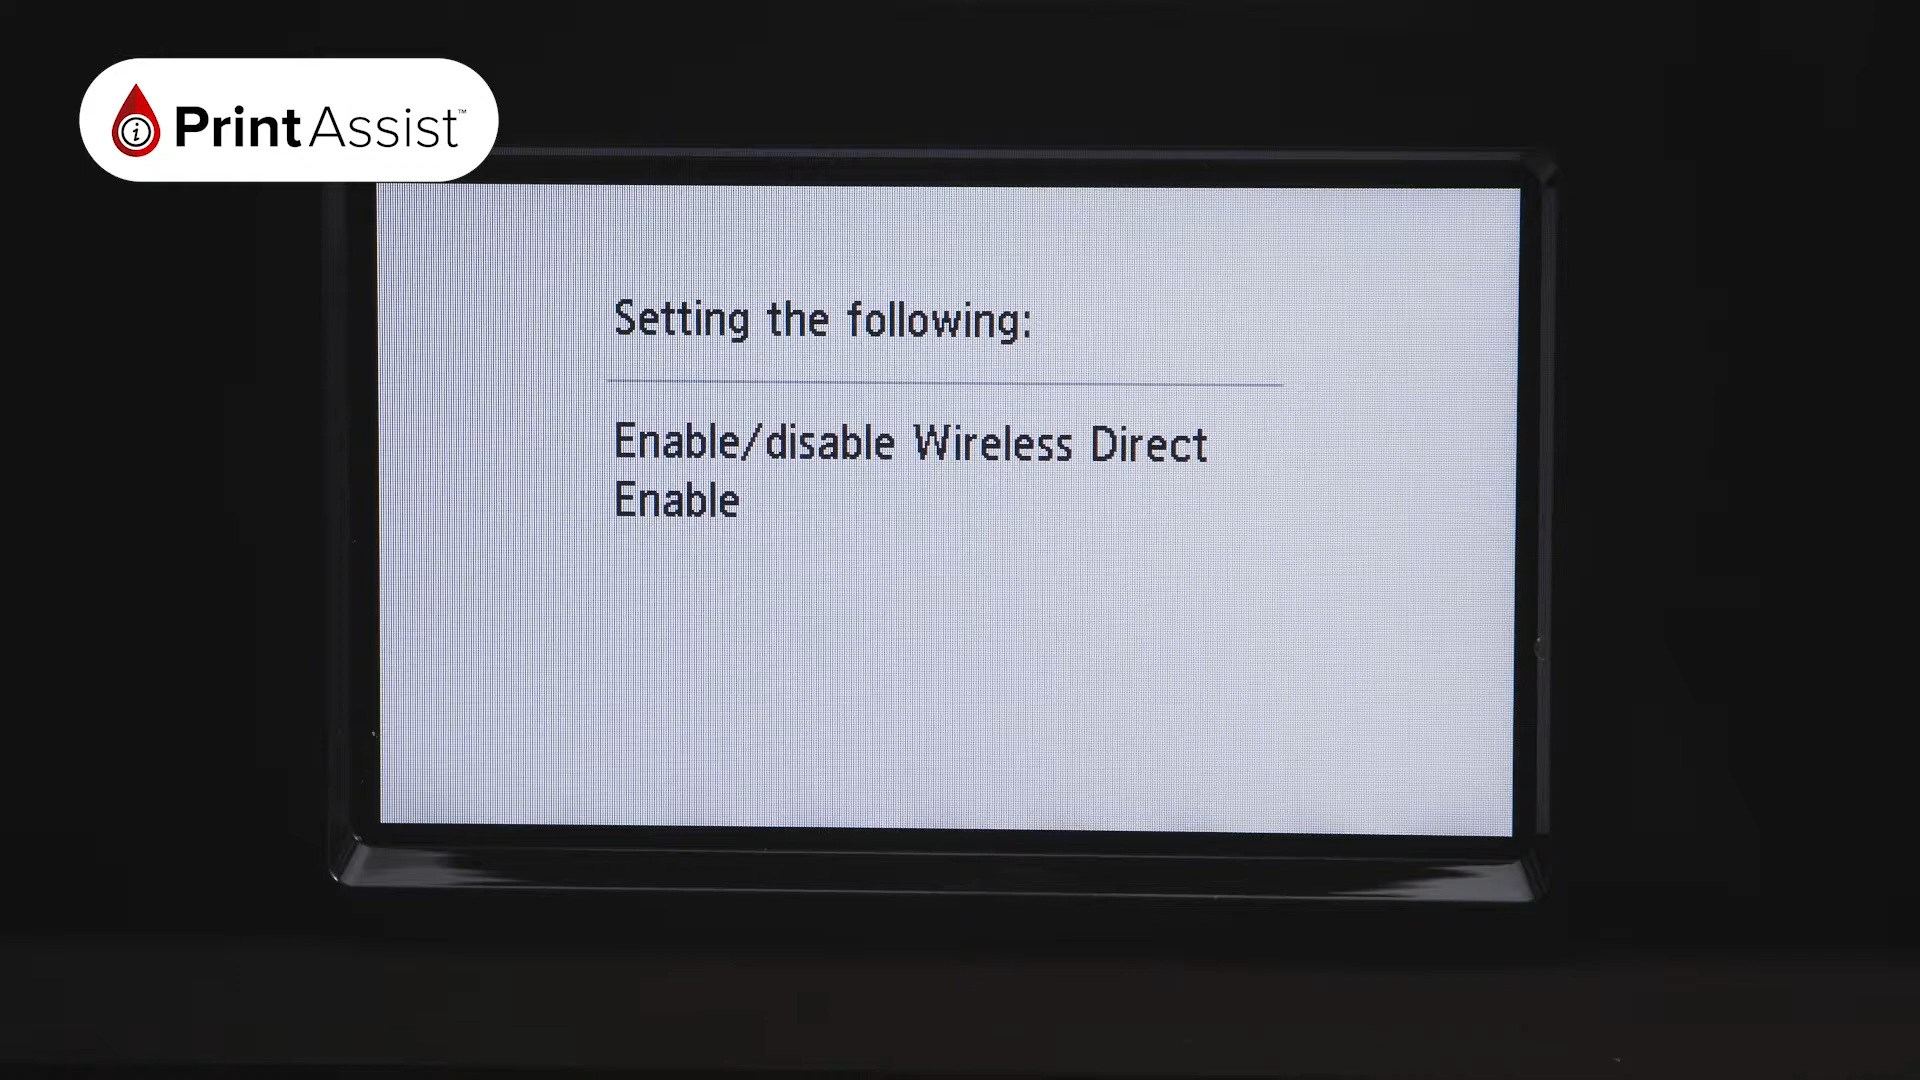 Print Assist™
Setting the following:
Enable/disable Wireless Direct
Enable